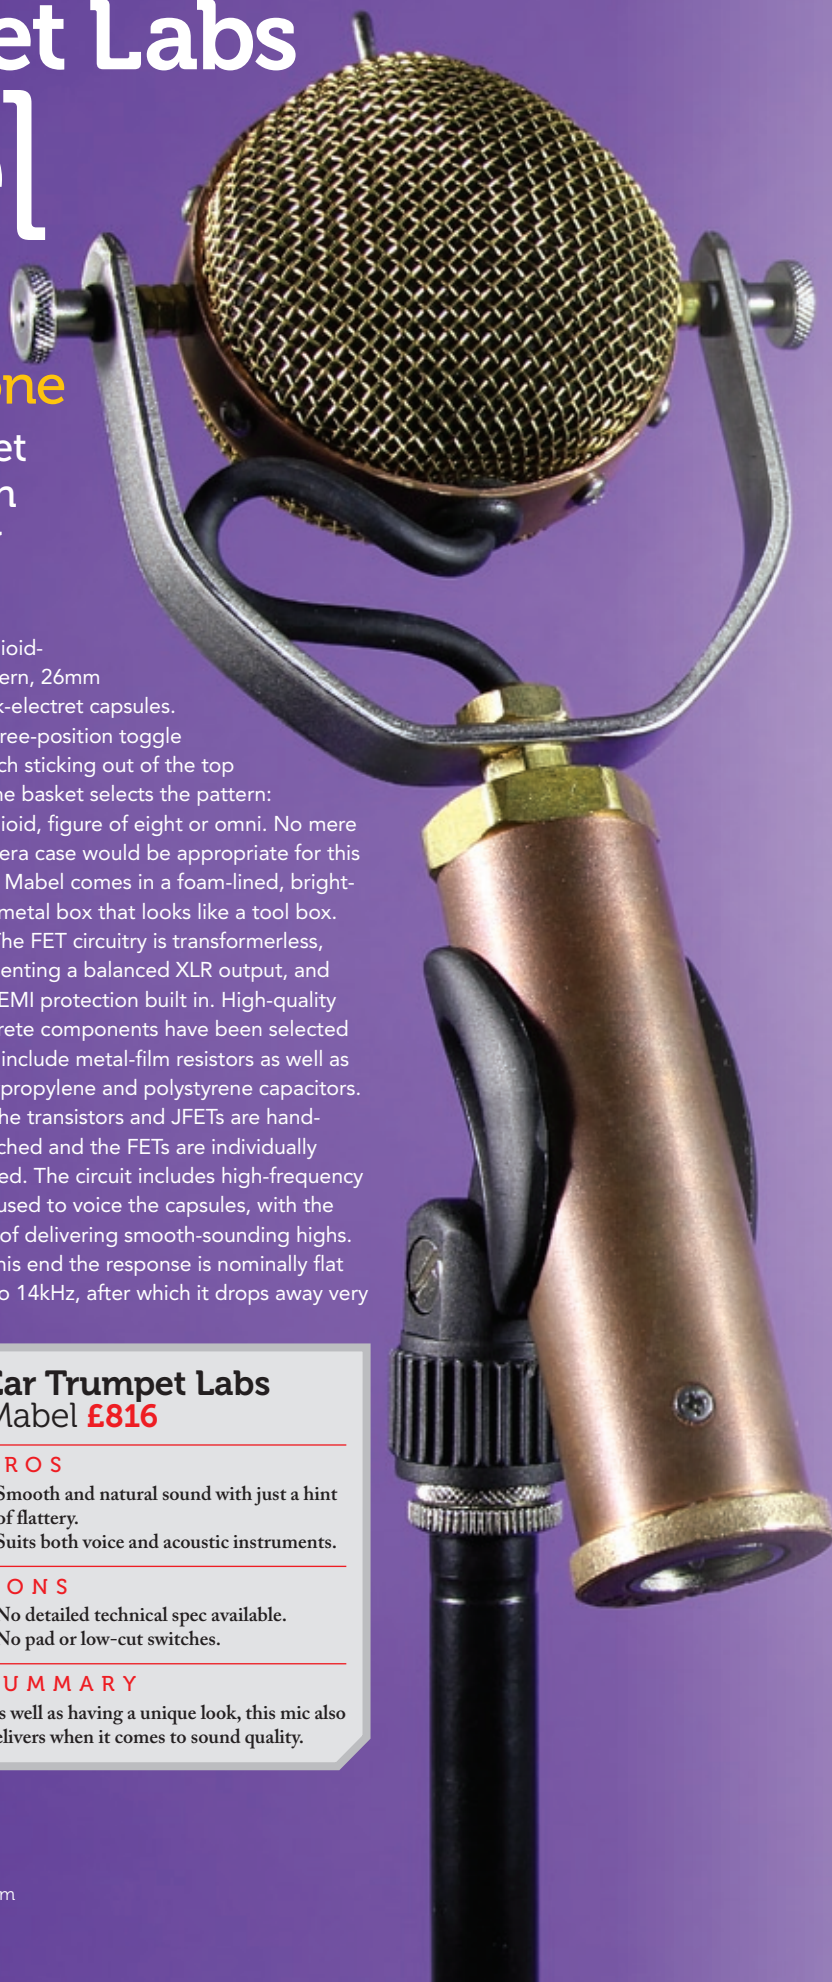 et Labs
el
one
et
n
ioid-
ern, 26mm
k-electret capsules.
ree-position toggle
ch sticking out of the top
ne basket selects the pattern:
ioid, figure of eight or omni. No mere
era case would be appropriate for this
Mabel comes in a foam-lined, bright-
metal box that looks like a tool box.
he FET circuitry is transformerless,
enting a balanced XLR output, and
EMI protection built in. High-quality
rete components have been selected
include metal-film resistors as well as
propylene and polystyrene capacitors.
he transistors and JFETs are hand-
ched and the FETs are individually
ed. The circuit includes high-frequency
used to voice the capsules, with the
of delivering smooth-sounding highs.
his end the response is nominally flat
o 14kHz, after which it drops away very
Ear Trumpet Labs
Mabel £816
ROS
Smooth and natural sound with just a hint
of flattery.
Suits both voice and acoustic instruments.
ONS
No detailed technical spec available.
No pad or low-cut switches.
UMMARY
s well as having a unique look, this mic also
elivers when it comes to sound quality.
m